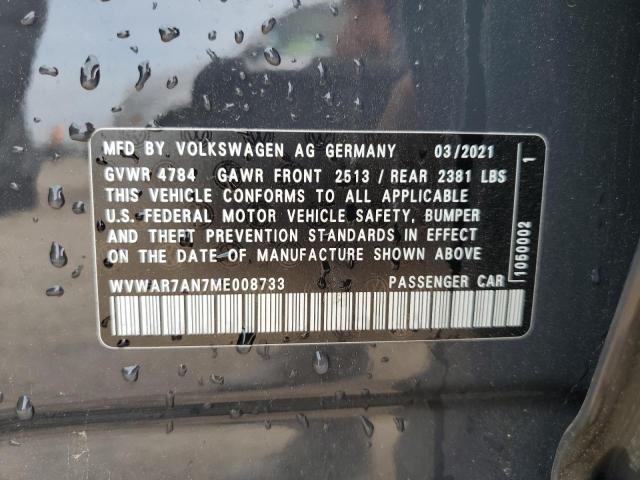 MFD BY. VOLKSWAGEN AG GERMANY 03/2021
GVWR 4784 GAWR FRONT 2513 / REAR 2381 LBS
THIS VEHICLE CONFORMS TO ALL APPLICABLE
U.S. FEDERAL MOTOR VEHICLE SAFETY, BUMPER
AND THEFT PREVENTION STANDARDS IN EFFECT
ON THE DATE OF MANUFACTURE SHOWN ABOVE
WVWAR7AN7ME008733 PASSENGER CAR
1050002 1